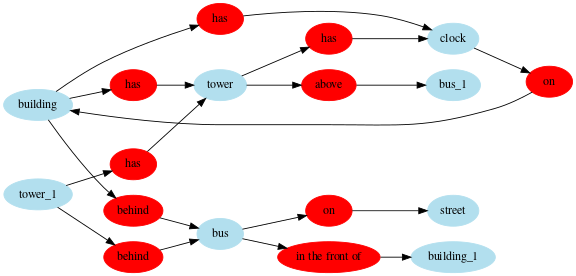 has
has
clock
has
tower
above
bus_1
on
building
has
tower_1
behind
on
street
bus
behind
in the front of
building_1